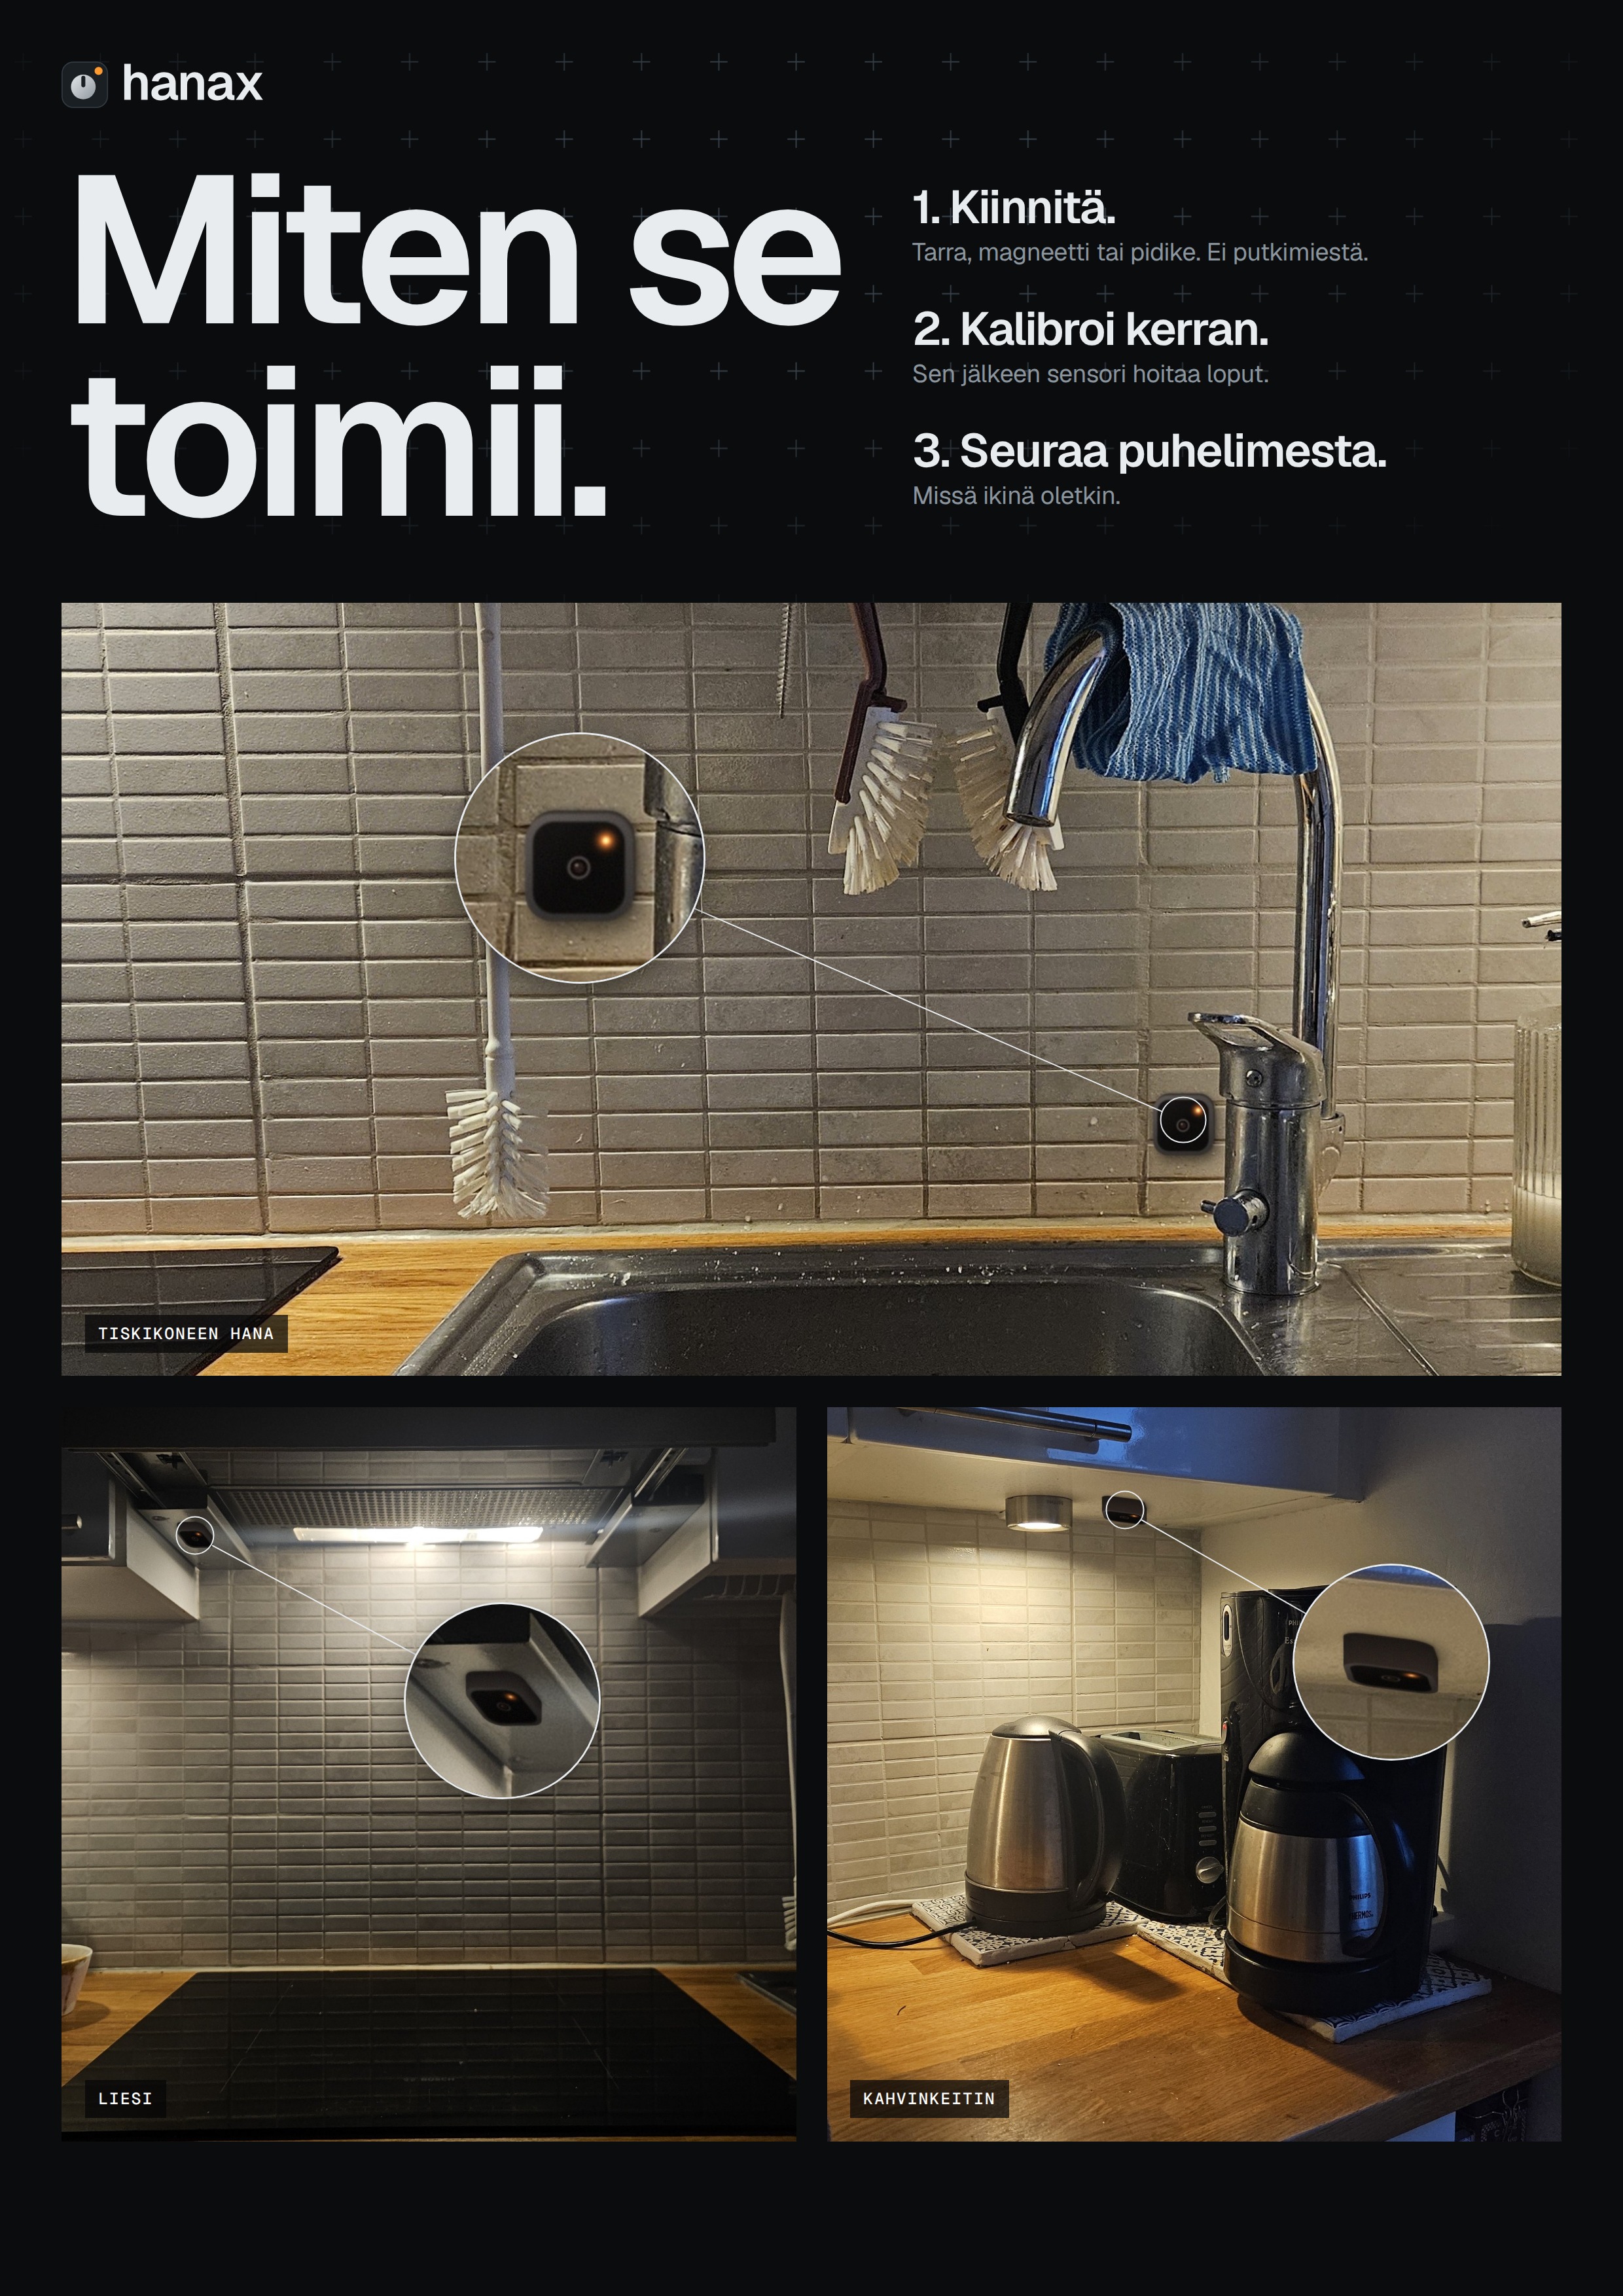 hanax
Miten se
toimii.
1. Kiinnitä.
Tarra, magneetti tai pidike. Ei putkimiestä.
2. Kalibroi kerran.
Sen jälkeen sensori hoitaa loput.
3. Seuraa puhelimesta.
Missä ikinä oletkin.
TISKIKONEEN HANA
LIESI
KAHVINKEITIN
PHILIPS